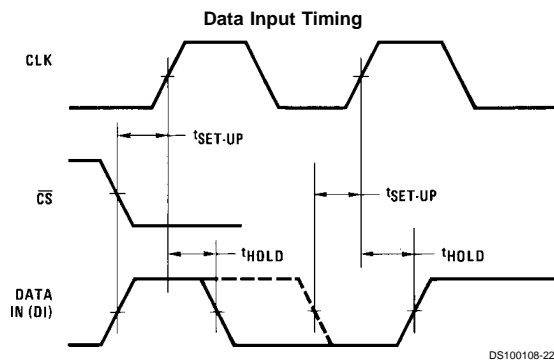 Data Input Timing
CLK
tSET-UP
CS
tSET-UP
tHOLD
tHOLD
DATA
IN (DI)
DS100108-22